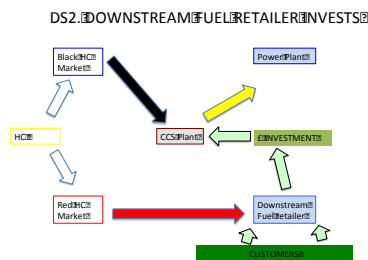 DS2. DOWNSTREAM FUEL RETAILER INVESTS
Black HC
Market
Power Plant
HC
CCS Plant
£ INVESTMENT
Red HC
Market
Downstream
Fuel retailer
CUSTOMERS